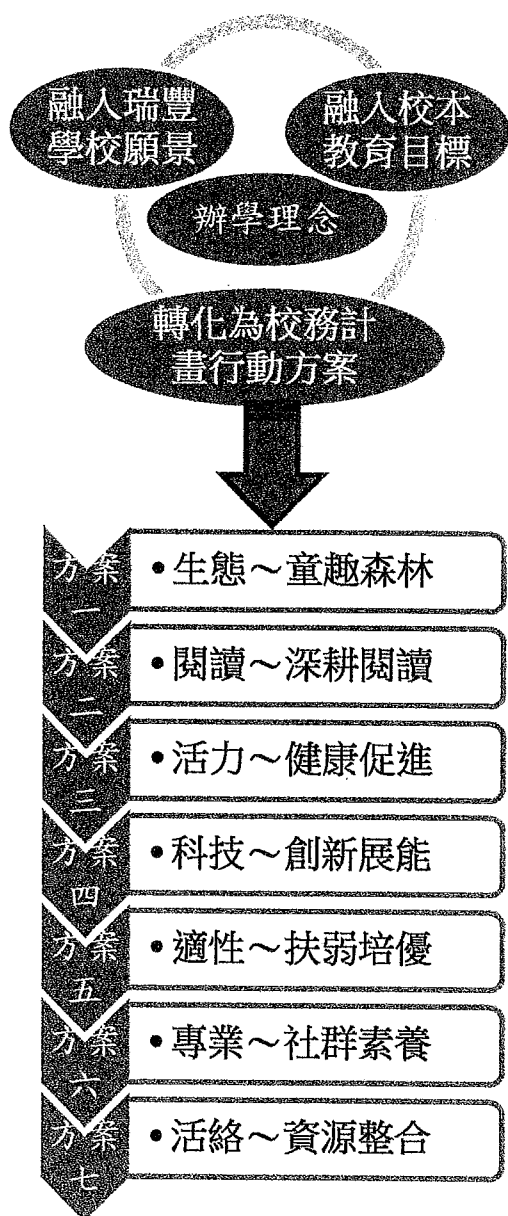 融入瑞豐
學校願景
融入校本
教育目標
辦學理念
轉化為校務計
畫行動方案
方案
一
•生態～童趣森林
方案
二
•閱讀～深耕閱讀
方案
三
•活力～健康促進
方案
四
•科技～創新展能
方案
五
•適性～扶弱培優
方案
六
•專業～社群素養
方案
七
•活絡～資源整合